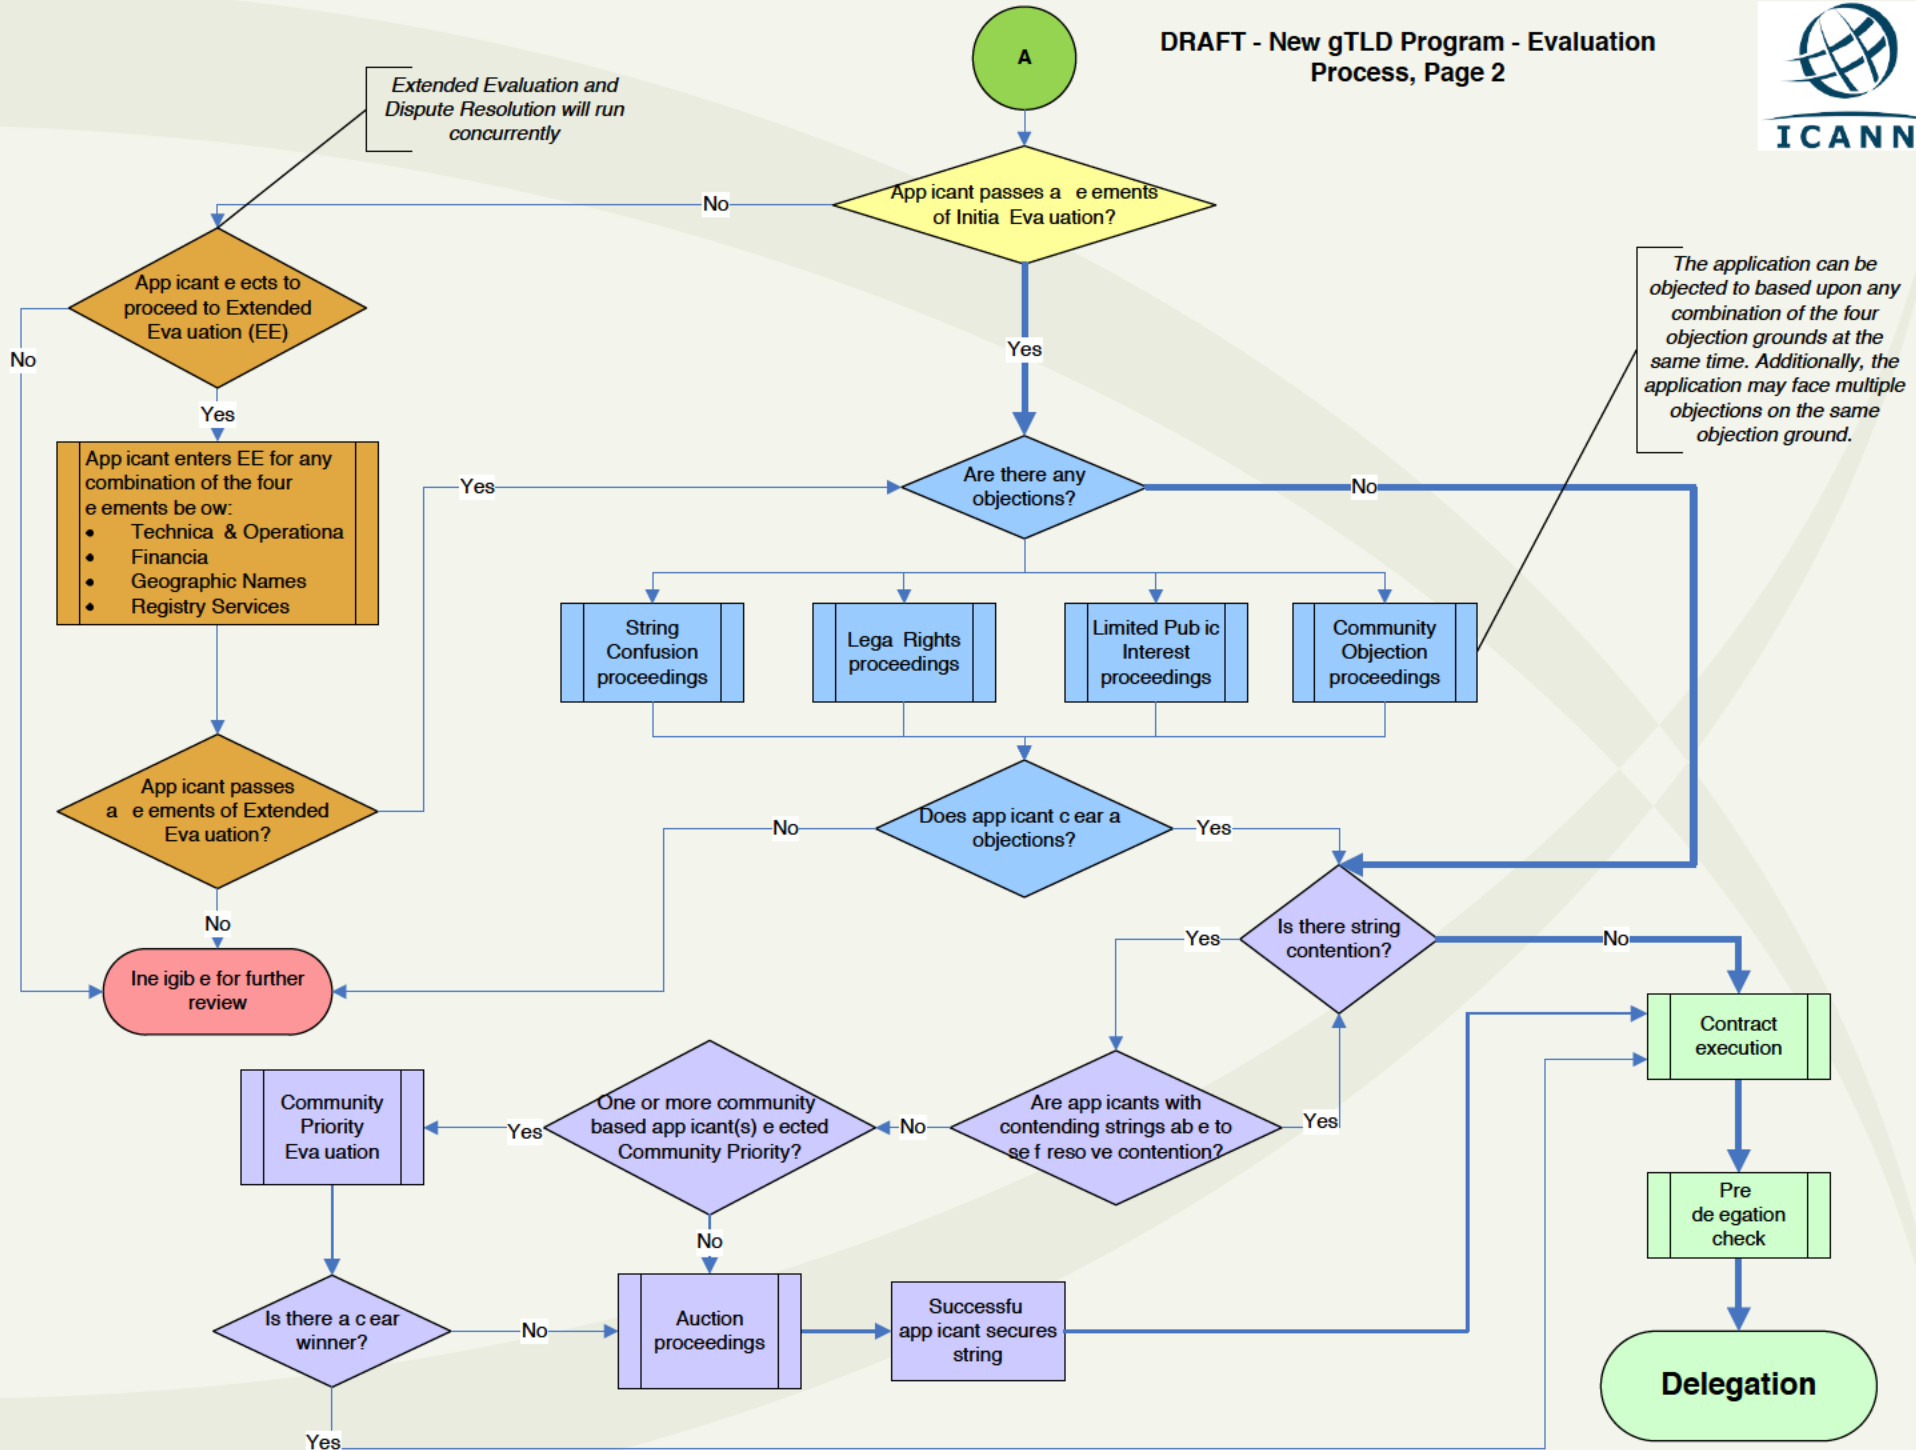 A
DRAFT - New gTLD Program - Evaluation
Process, Page 2
ICANN
Extended Evaluation and
Dispute Resolution will run
concurrently
App icant passes a e ements
of Initia Eva uation?
No
Yes
App icant e ects to
proceed to Extended
Eva uation (EE)
No
Yes
The application can be
objected to based upon any
combination of the four
objection grounds at the
same time. Additionally, the
application may face multiple
objections on the same
objection ground.
App icant enters EE for any
combination of the four
e ements be ow:
• Technica & Operationa
• Financia
• Geographic Names
• Registry Services
Yes
Are there any
objections?
No
String
Confusion
proceedings
Lega Rights
proceedings
Limited Pub ic
Interest
proceedings
Community
Objection
proceedings
App icant passes
a e ements of Extended
Eva uation?
No
Does app icant c ear a
objections?
No
Yes
Ine igib e for further
review
Is there string
contention?
Yes
No
Contract
execution
Community
Priority
Eva uation
Yes
One or more community
based app icant(s) e ected
Community Priority?
No
Are app icants with
contending strings ab e to
se f reso ve contention?
Yes
No
Pre
de egation
check
Is there a c ear
winner?
No
Auction
proceedings
Successfu
app icant secures
string
Delegation
Yes